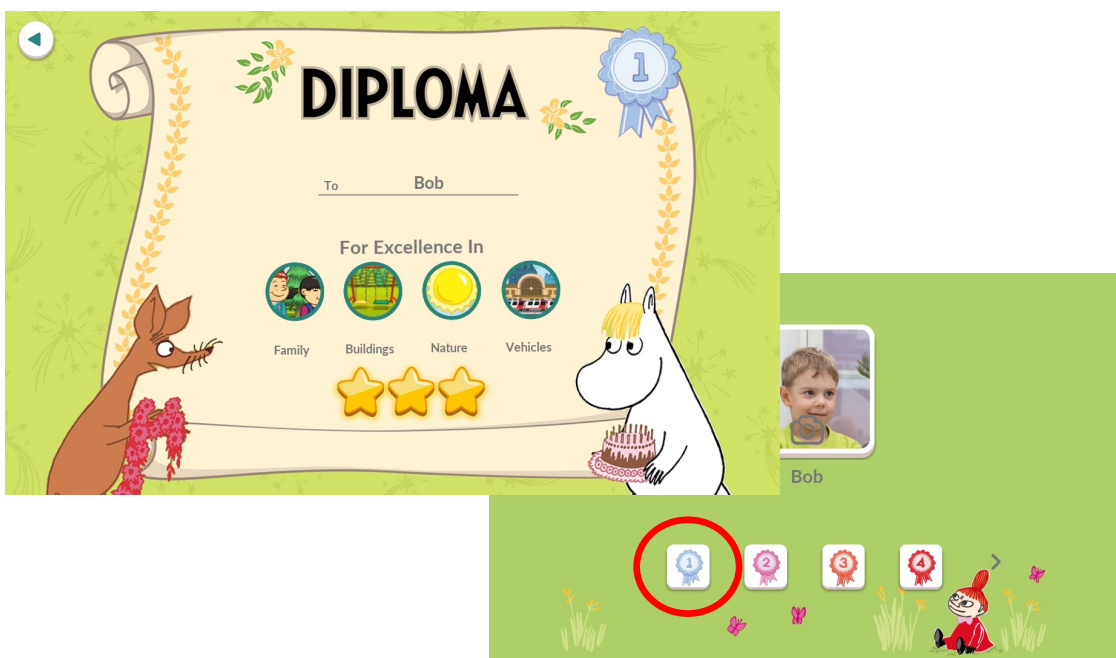 DIPLOMA
1
To Bob
For Excellence In
Family Buildings Nature Vehicles
Bob
1 2 3 4